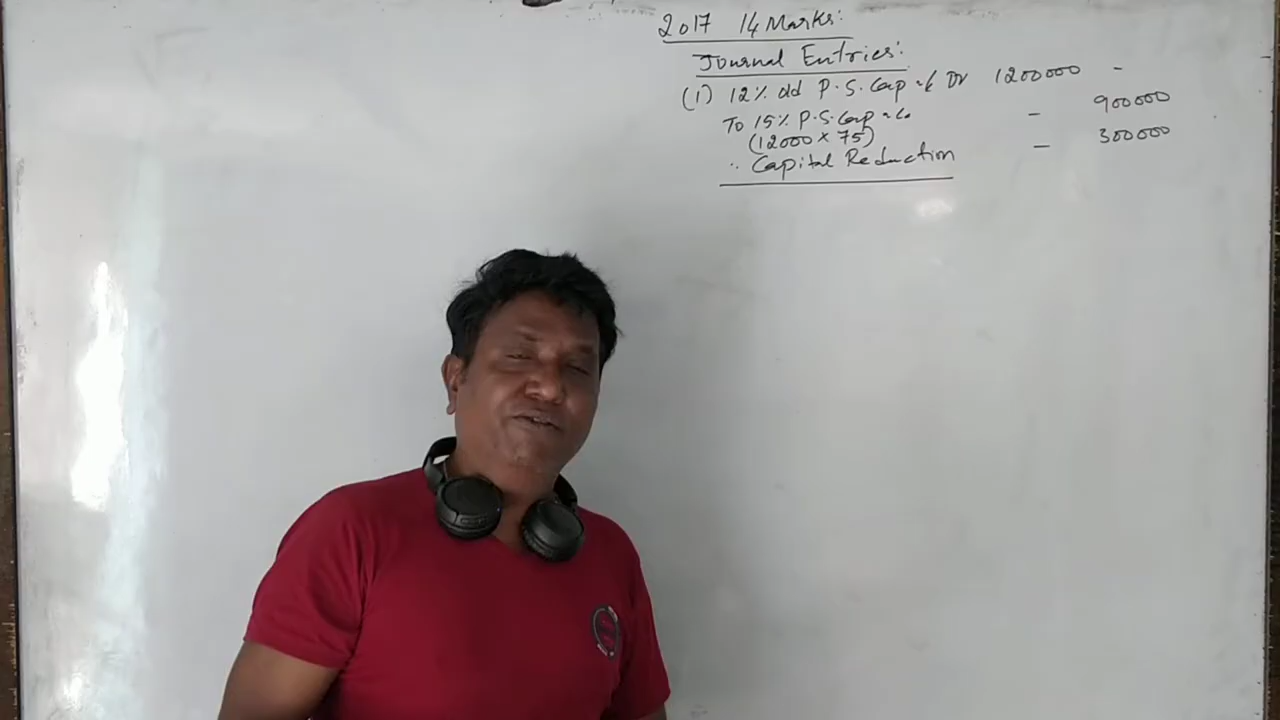 2017 14 Marks:
Journal Entries:
(1) 12% old P.S. Cap a/c Dr 1200000 -
To 15% P.S. Cap a/c - 900000
(12000 x 75)
" Capital Reduction - 300000